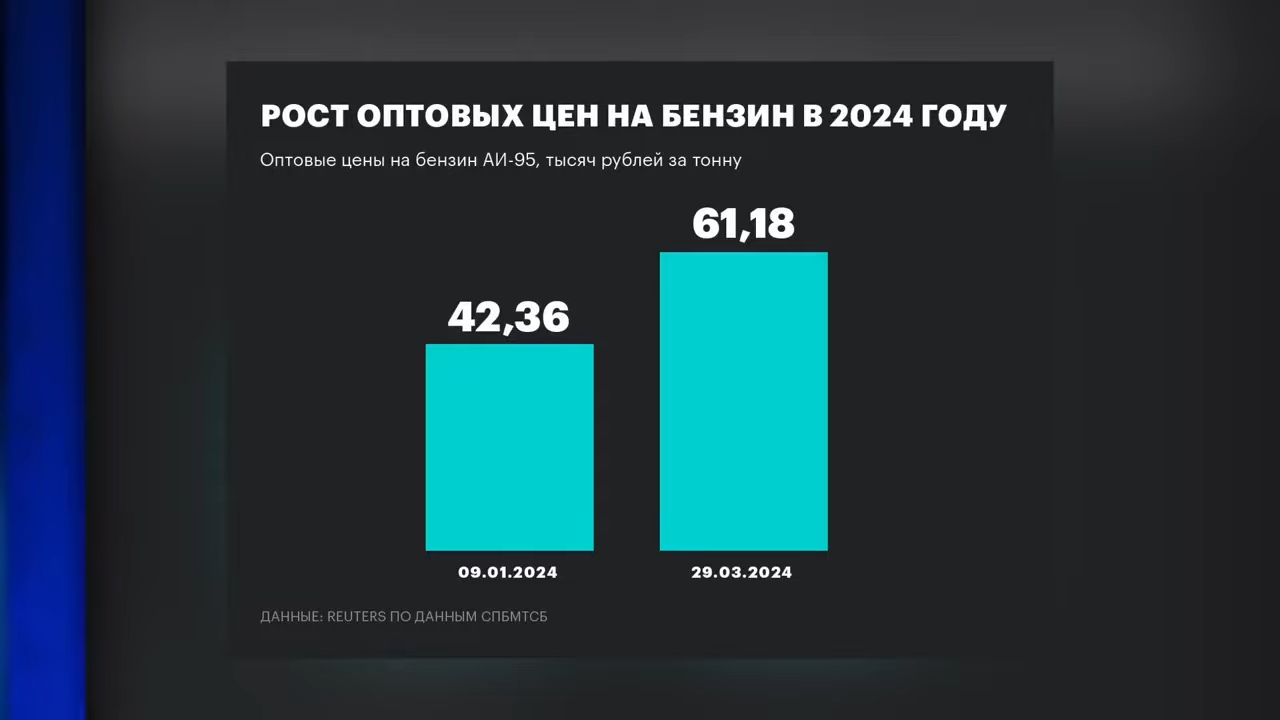 РОСТ ОПТОВЫХ ЦЕН НА БЕНЗИН В 2024 ГОДУ
Оптовые цены на бензин АИ-95, тысяч рублей за тонну
42,36
61,18
09.01.2024
29.03.2024
ДАННЫЕ: REUTERS ПО ДАННЫМ СПБМТСБ